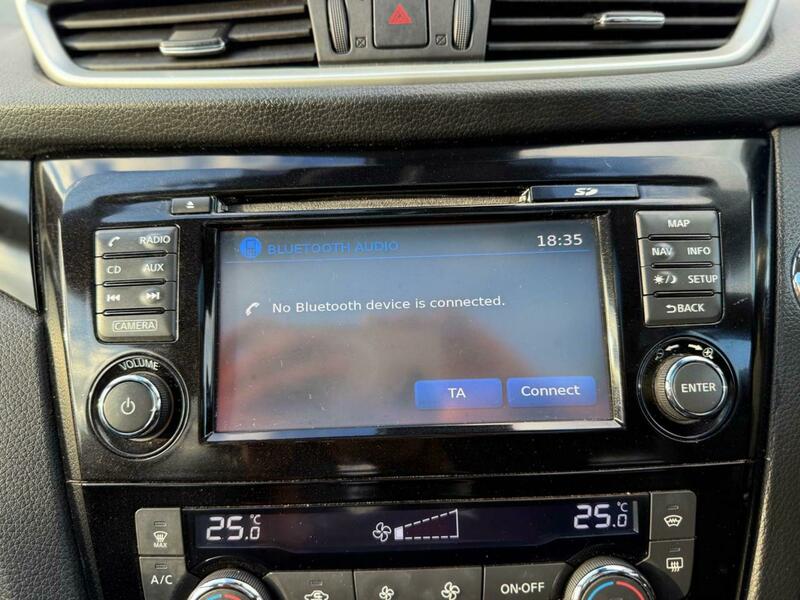 SD
BLUETOOTH AUDIO
18:35
No Bluetooth device is connected.
TA
Connect
RADIO
CD
AUX
CAMERA
VOLUME
MAP
NAV
INFO
SETUP
BACK
ENTER
25.0°C
25.0°C
MAX
A/C
ON·OFF